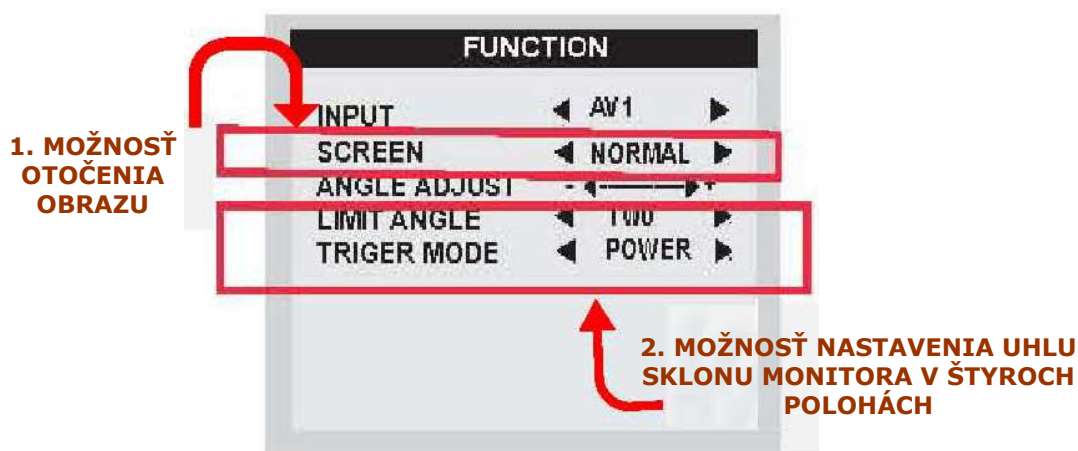 FUNCTION
INPUT AV1
SCREEN NORMAL
ANGLE ADJUST - +
LIMIT ANGLE TWO
TRIGER MODE POWER
1. MOŽNOSŤ
OTOČENIA
OBRAZU
2. MOŽNOSŤ NASTAVENIA UHLU
SKLONU MONITORA V ŠTYROCH
POLOHÁCH